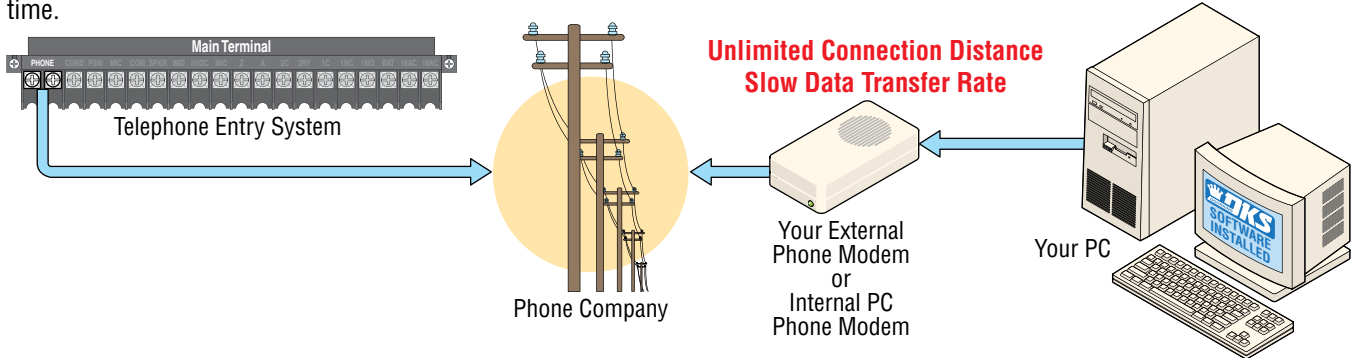 time.
Main Terminal
PHONE CGND PSW MIC COM SPKR IMD 5VDC IMC Z A 2C 2RY 1C 1NC 1NO BAT 16AC 16AC
Telephone Entry System
Phone Company
Unlimited Connection Distance
Slow Data Transfer Rate
Your External
Phone Modem
or
Internal PC
Phone Modem
Your PC
DKS
SOFTWARE
INSTALLED